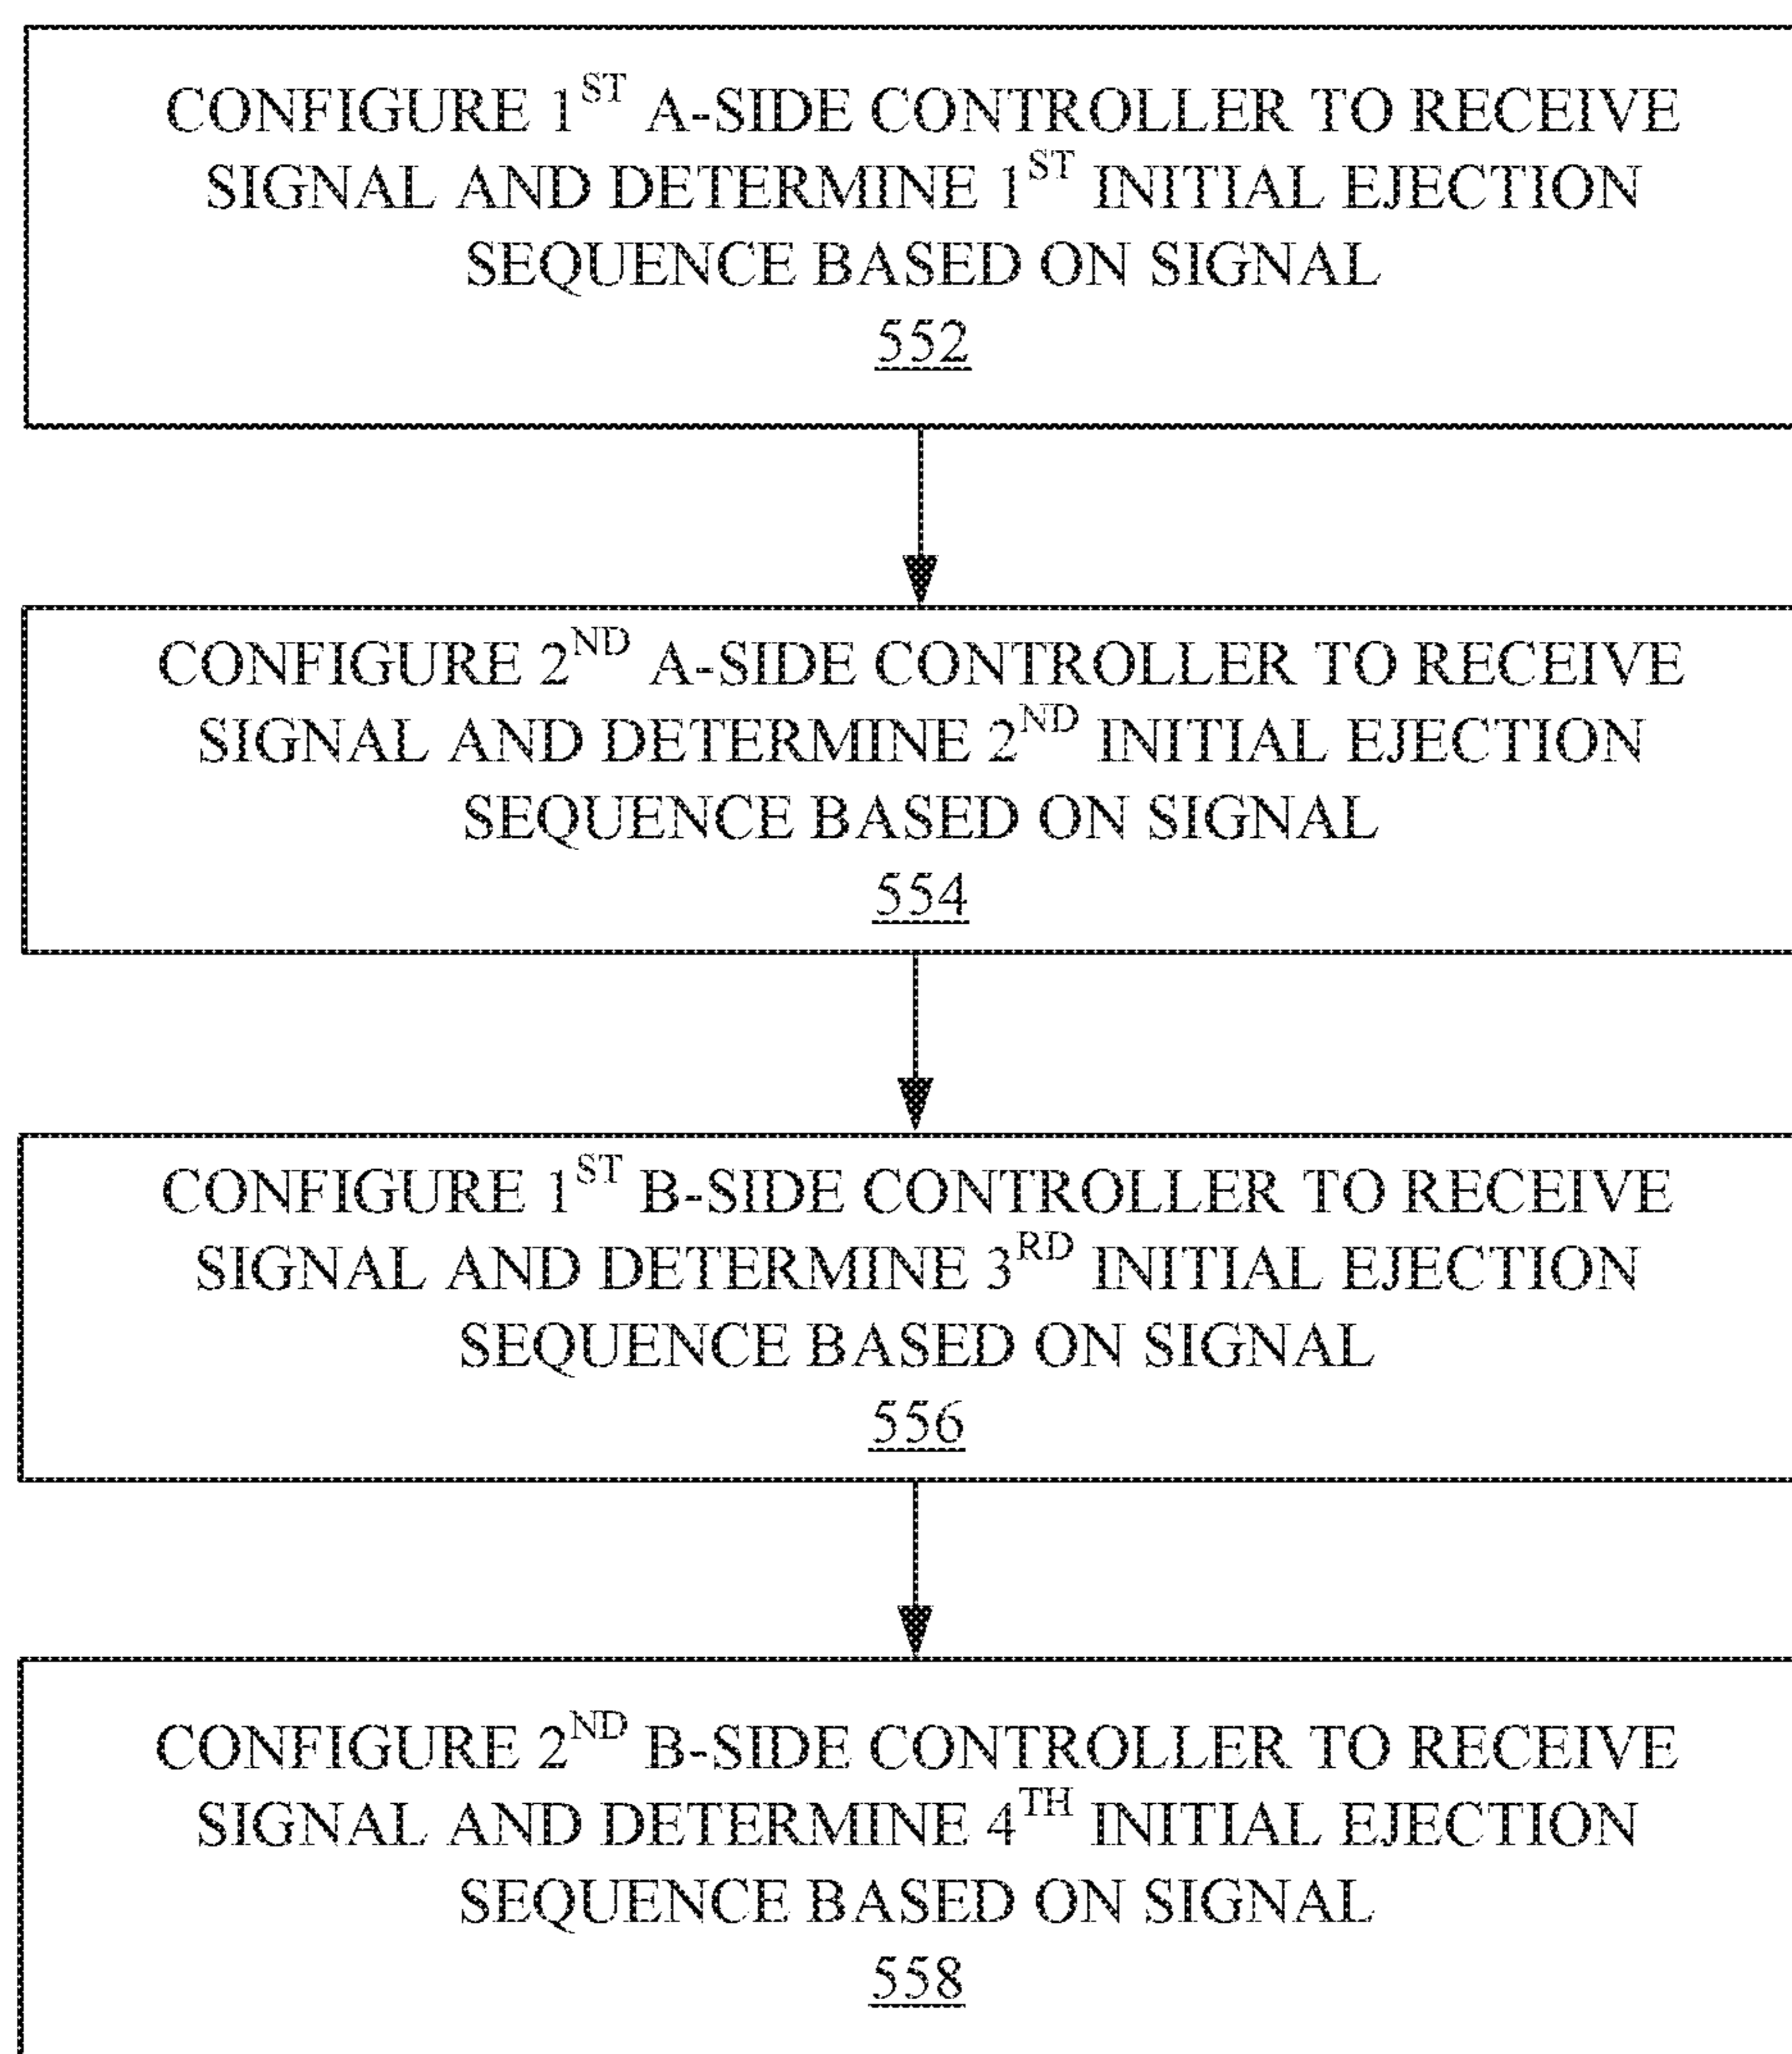 CONFIGURE 1ST A-SIDE CONTROLLER TO RECEIVE
SIGNAL AND DETERMINE 1ST INITIAL EJECTION
SEQUENCE BASED ON SIGNAL
552
CONFIGURE 2ND A-SIDE CONTROLLER TO RECEIVE
SIGNAL AND DETERMINE 2ND INITIAL EJECTION
SEQUENCE BASED ON SIGNAL
554
CONFIGURE 1ST B-SIDE CONTROLLER TO RECEIVE
SIGNAL AND DETERMINE 3RD INITIAL EJECTION
SEQUENCE BASED ON SIGNAL
556
CONFIGURE 2ND B-SIDE CONTROLLER TO RECEIVE
SIGNAL AND DETERMINE 4TH INITIAL EJECTION
SEQUENCE BASED ON SIGNAL
558